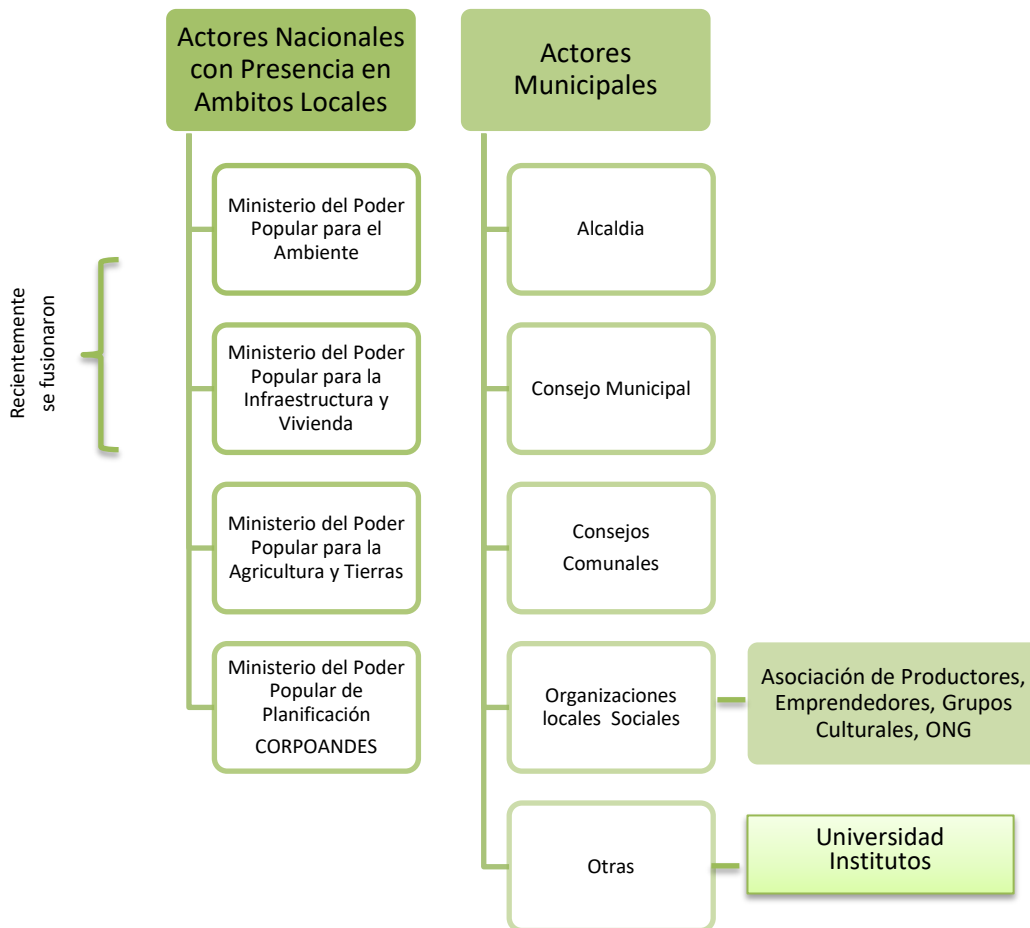 Actores Nacionales
con Presencia en
Ambitos Locales
Ministerio del Poder
Popular para el
Ambiente
Ministerio del Poder
Popular para la
Infraestructura y
Vivienda
Ministerio del Poder
Popular para la
Agricultura y Tierras
Ministerio del Poder
Popular de
Planificación
CORPOANDES
Recientemente
se fusionaron
Actores
Municipales
Alcaldia
Consejo Municipal
Consejos
Comunales
Organizaciones
locales Sociales
Otras
Asociación de Productores,
Emprendedores, Grupos
Culturales, ONG
Universidad
Institutos